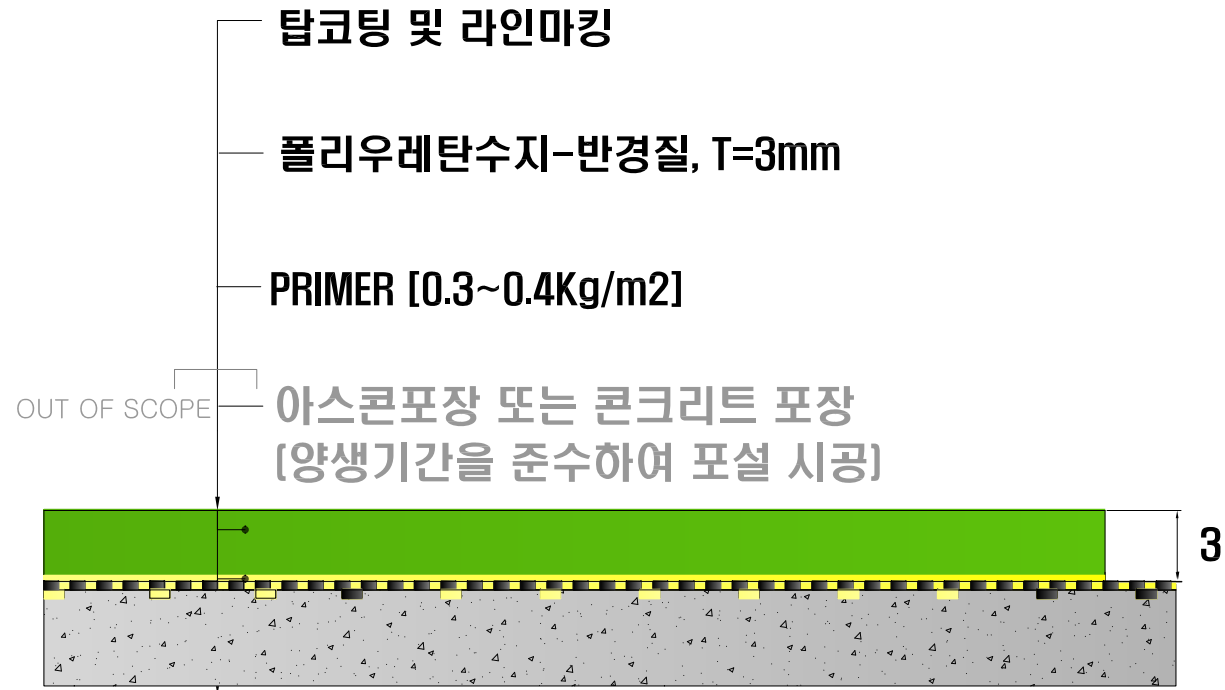 탑코팅 및 라인마킹
폴리우레탄수지-반경질, T=3mm
PRIMER [0.3~0.4Kg/m2]
OUT OF SCOPE
아스콘포장 또는 콘크리트 포장
[양생기간을 준수하여 포설 시공]
3